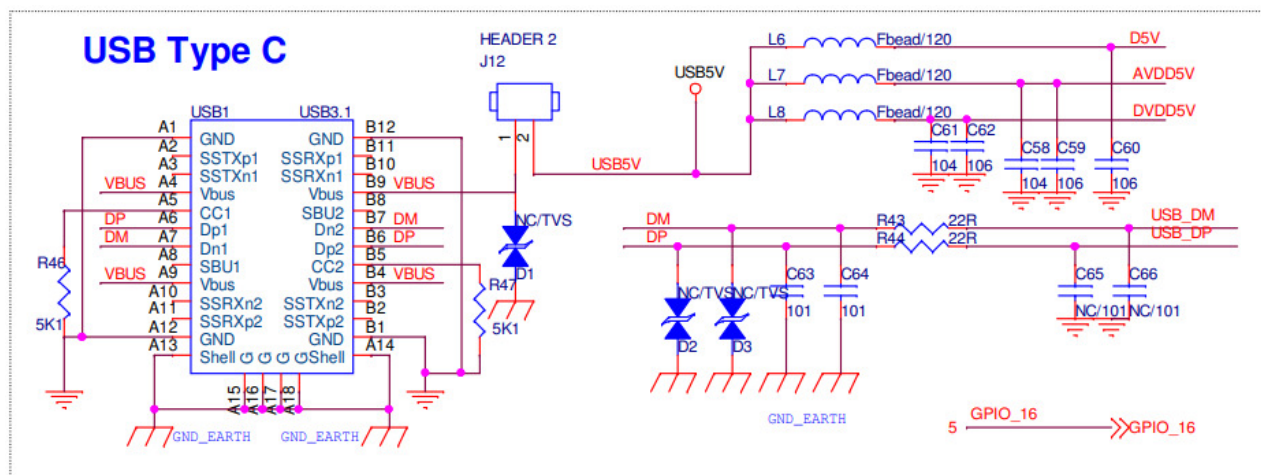 USB Type C
HEADER 2
J12
1
2
USB5V
USB5V
L6 Fbead/120 D5V
L7 Fbead/120 AVDD5V
L8 Fbead/120 DVDD5V
C61
104
C62
106
C58
104
C59
106
C60
106
USB1 USB3.1
A1 GND GND B12
A2 SSTXp1 SSRXp1 B11
A3 SSTXn1 SSRXn1 B10
VBUS A4 Vbus Vbus B9 VBUS
A5 CC1 SBU2 B8
DP A6 Dp1 Dn2 B7 DM
DM A7 Dn1 Dp2 B6 DP
A8 SBU1 CC2 B5
VBUS A9 Vbus Vbus B4 VBUS
A10 SSRXn2 SSTXn2 B3
A11 SSRXp2 SSTXp2 B2
A12 GND GND B1
A13 Shell G G G G Shell A14
A15
A16
A17
A18
R46
5K1
R47
5K1
NC/TVS
D1
GND_EARTH
GND_EARTH
DM R43 22R USB_DM
DP R44 22R USB_DP
NC/TVS
D2
NC/TVS
D3
C63
101
C64
101
C65
NC/101
C66
NC/101
GND_EARTH
5 GPIO_16 GPIO_16